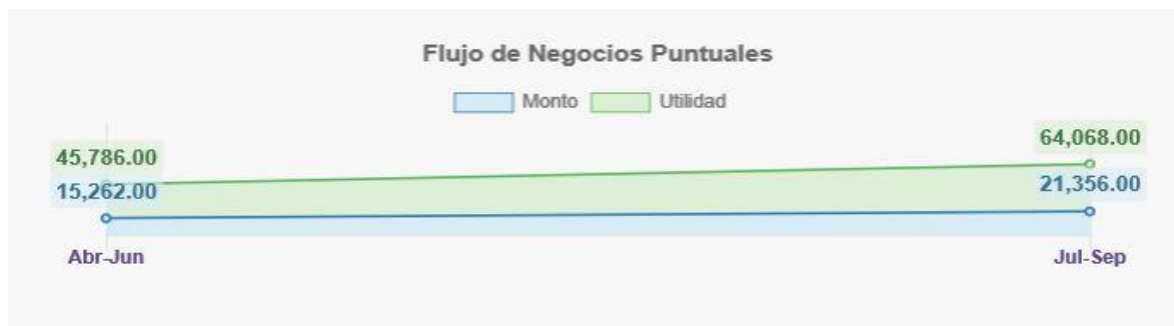 Flujo de Negocios Puntuales
Monto Utilidad
45,786.00
15,262.00
64,068.00
21,356.00
Abr-Jun Jul-Sep